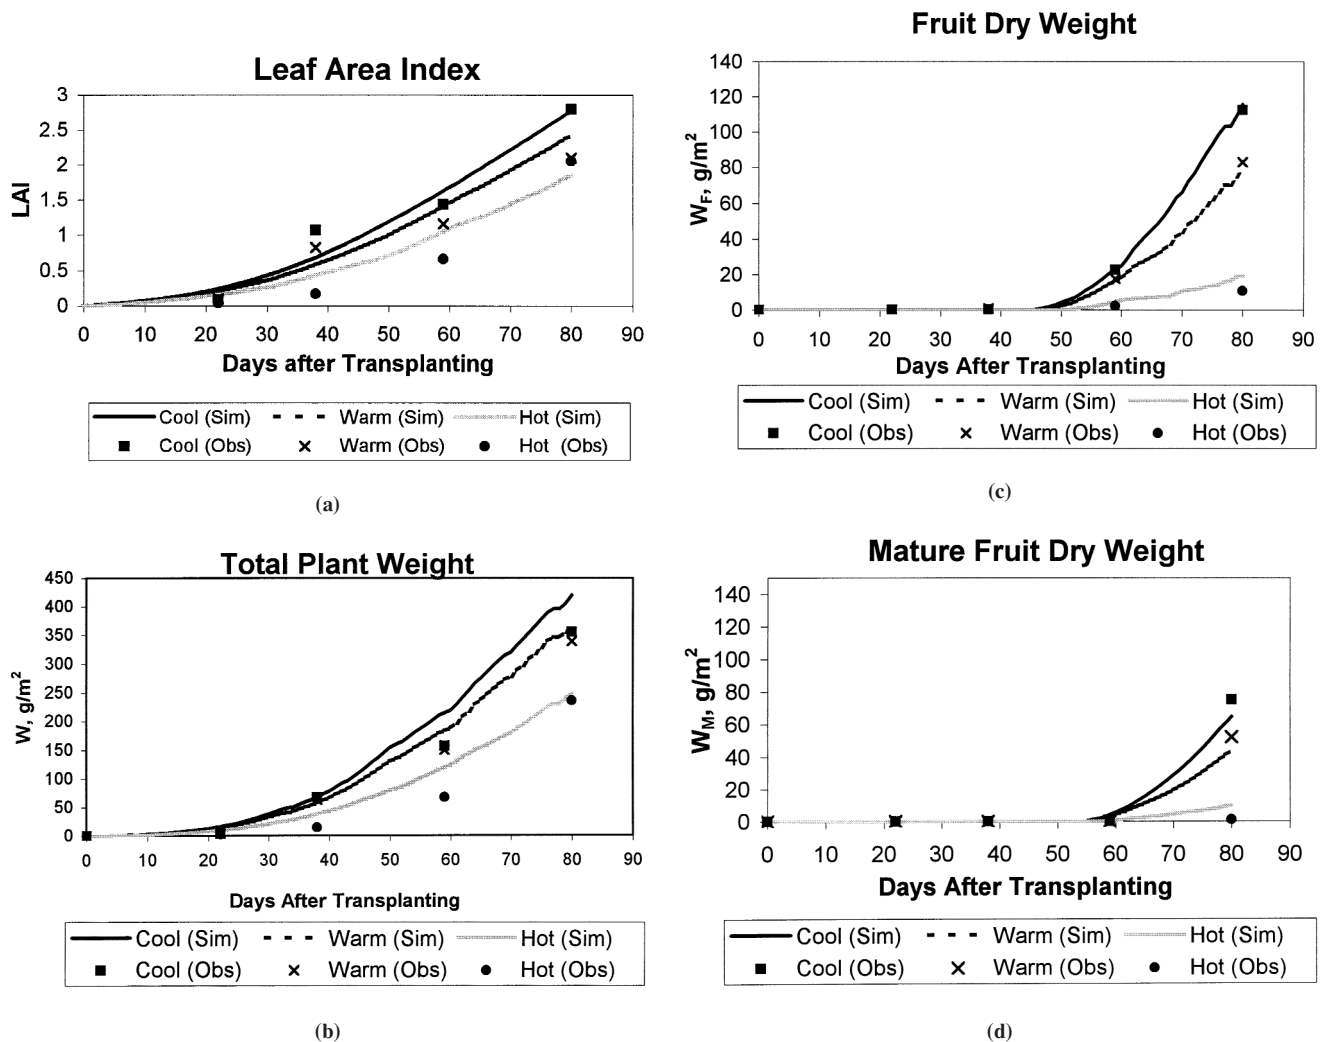 Leaf Area Index
3
2.5
2
1.5
1
0.5
0
LAI
0 10 20 30 40 50 60 70 80 90
Days after Transplanting
Cool (Sim) Warm (Sim) Hot (Sim)
Cool (Obs) Warm (Obs) Hot (Obs)
(a)
Total Plant Weight
450
400
350
300
250
200
150
100
50
0
W, g/m²
0 10 20 30 40 50 60 70 80 90
Days After Transplanting
Cool (Sim) Warm (Sim) Hot (Sim)
Cool (Obs) Warm (Obs) Hot (Obs)
(b)
Fruit Dry Weight
140
120
100
80
60
40
20
0
W_F, g/m²
0 10 20 30 40 50 60 70 80 90
Days After Transplanting
Cool (Sim) Warm (Sim) Hot (Sim)
Cool (Obs) Warm (Obs) Hot (Obs)
(c)
Mature Fruit Dry Weight
140
120
100
80
60
40
20
0
W_M, g/m²
0 10 20 30 40 50 60 70 80 90
Days After Transplanting
Cool (Sim) Warm (Sim) Hot (Sim)
Cool (Obs) Warm (Obs) Hot (Obs)
(d)